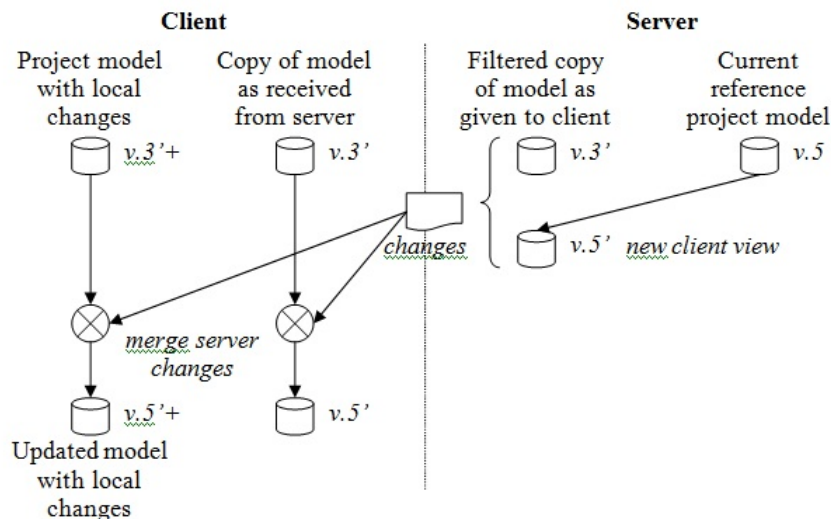 Client
Server
Project model
with local
changes
Copy of model
as received
from server
Filtered copy
of model as
given to client
Current
reference
project model
v.3’+
v.3’
v.3’
v.5
changes
v.5’
new client view
merge server
changes
v.5’+
v.5’
Updated model
with local
changes